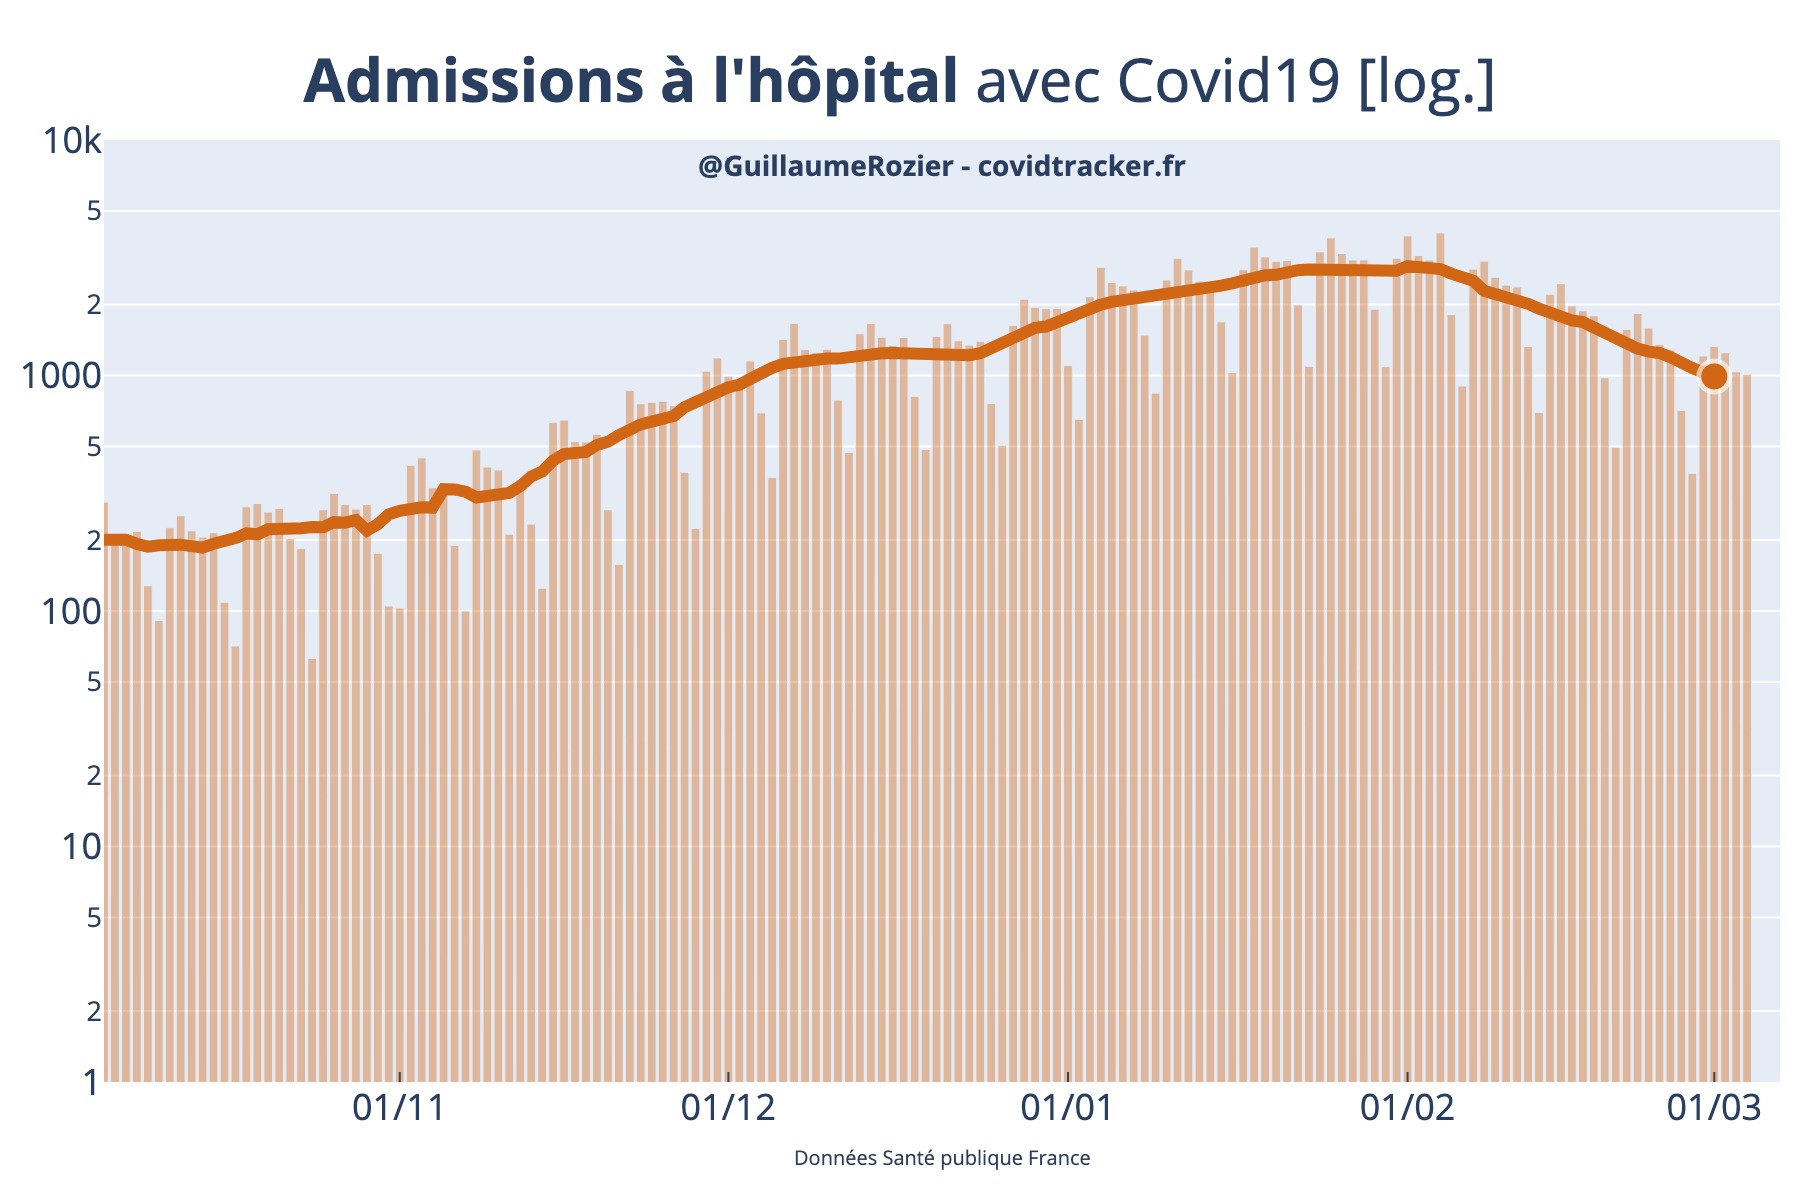 Admissions à l'hôpital avec Covid19 [log.]
@GuillaumeRozier - covidtracker.fr
10k
5
2
1000
5
2
100
5
2
10
5
2
1
01/11 01/12 01/01 01/02 01/03
Données Santé publique France